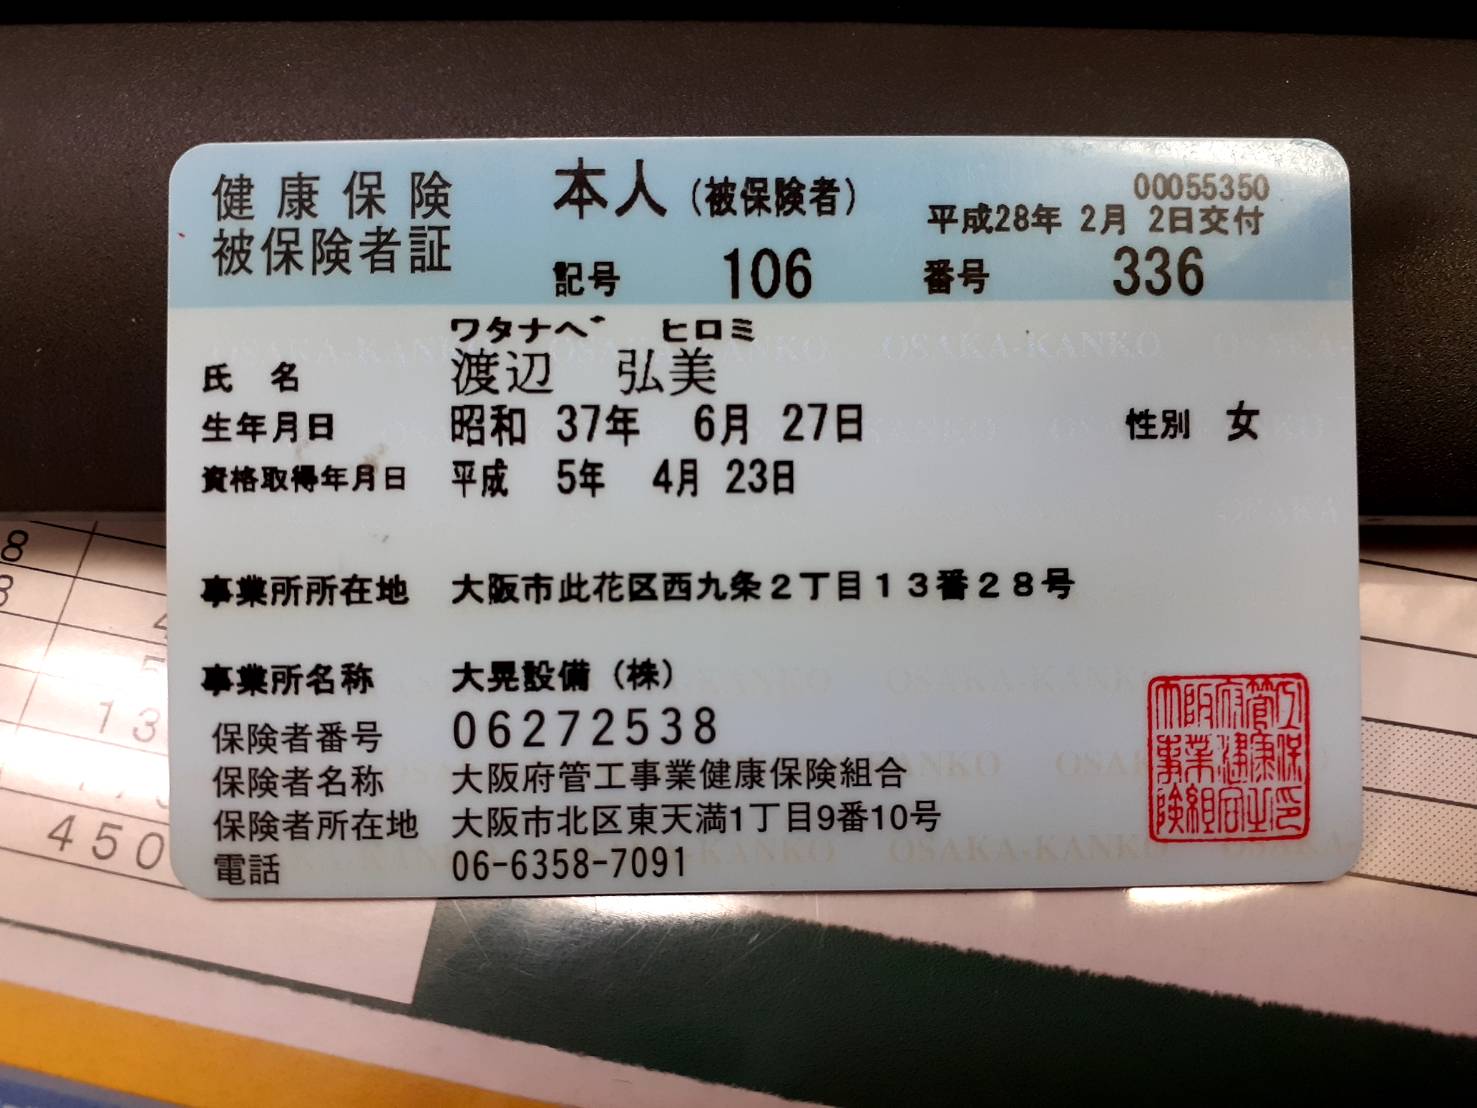 健康保険
被保険者証
本人（被保険者）
00055350
平成28年 2月 2日交付
記号 106 番号 336
ワタナベ ヒロミ
氏 名 渡辺 弘美
生年月日 昭和 37年 6月 27日 性別 女
資格取得年月日 平成 5年 4月 23日
事業所所在地 大阪市此花区西九条２丁目１３番２８号
事業所名称 大晃設備（株）
保険者番号 06272538
保険者名称 大阪府管工事業健康保険組合
保険者所在地 大阪市北区東天満1丁目9番10号
電話 06-6358-7091
OSAKA-KANKO
450